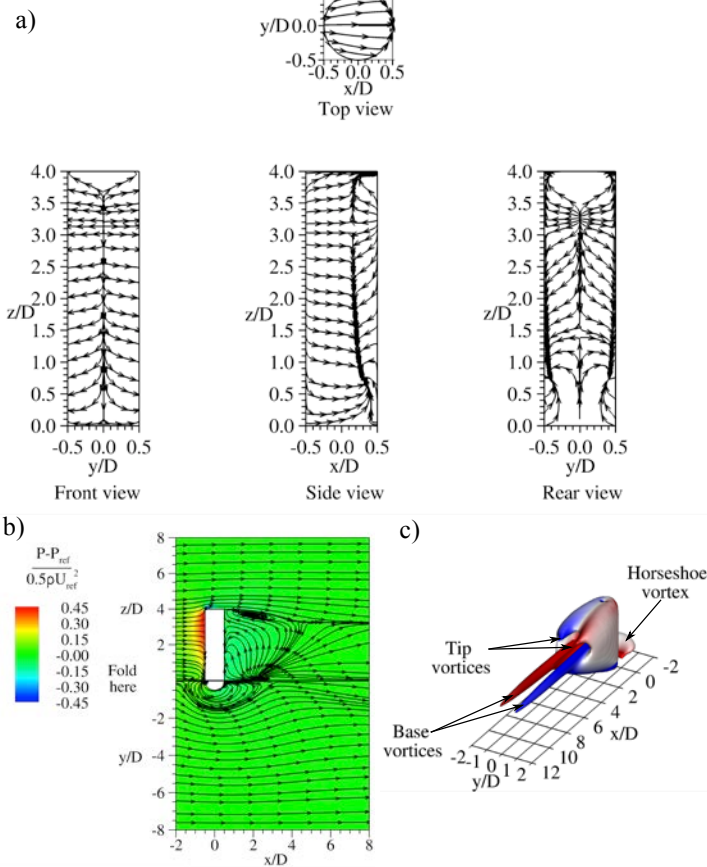 a)
y/D 0.0
-0.5
-0.5 0.0 0.5
x/D
Top view
4.0 4.0 4.0
3.5 3.5 3.5
3.0 3.0 3.0
2.5 2.5 2.5
z/D 2.0 z/D 2.0 z/D 2.0
1.5 1.5 1.5
1.0 1.0 1.0
0.5 0.5 0.5
0.0 0.0 0.0
-0.5 0.0 0.5 -0.5 0.0 0.5 -0.5 0.0 0.5
y/D x/D y/D
Front view Side view Rear view
b)
P-P_ref
0.5ρU_ref^2
0.45
0.30
0.15
-0.00
-0.15
-0.30
-0.45
8
6
z/D 4
2
Fold
here
-2
y/D -4
-6
-8
-2 0 2 4 6 8
x/D
c)
Horseshoe
vortex
Tip
vortices
Base
vortices
-2 0 2 4 6 8 10 12
x/D
-2 -1 0 1 2
y/D